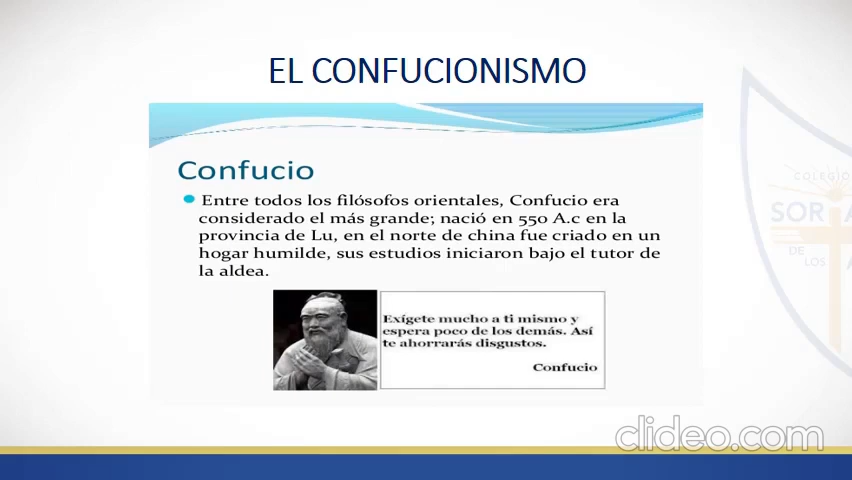 EL CONFUCIONISMO
Confucio
Entre todos los filósofos orientales, Confucio era
considerado el más grande; nació en 550 A.c en la
provincia de Lu, en el norte de china fue criado en un
hogar humilde, sus estudios iniciaron bajo el tutor de
la aldea.
Exígete mucho a ti mismo y
espera poco de los demás. Así
te ahorrarás disgustos.
Confucio
COLEGIO
DE LOS
clideo.com